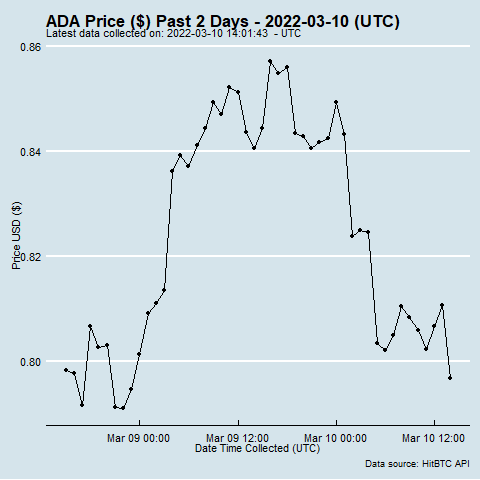 ADA Price ($) Past 2 Days - 2022-03-10 (UTC)
Latest data collected on: 2022-03-10 14:01:43 - UTC
0.86
0.84
0.82
0.80
Price USD ($)
Mar 09 00:00 Mar 09 12:00 Mar 10 00:00 Mar 10 12:00
Date Time Collected (UTC)
Data source: HitBTC API